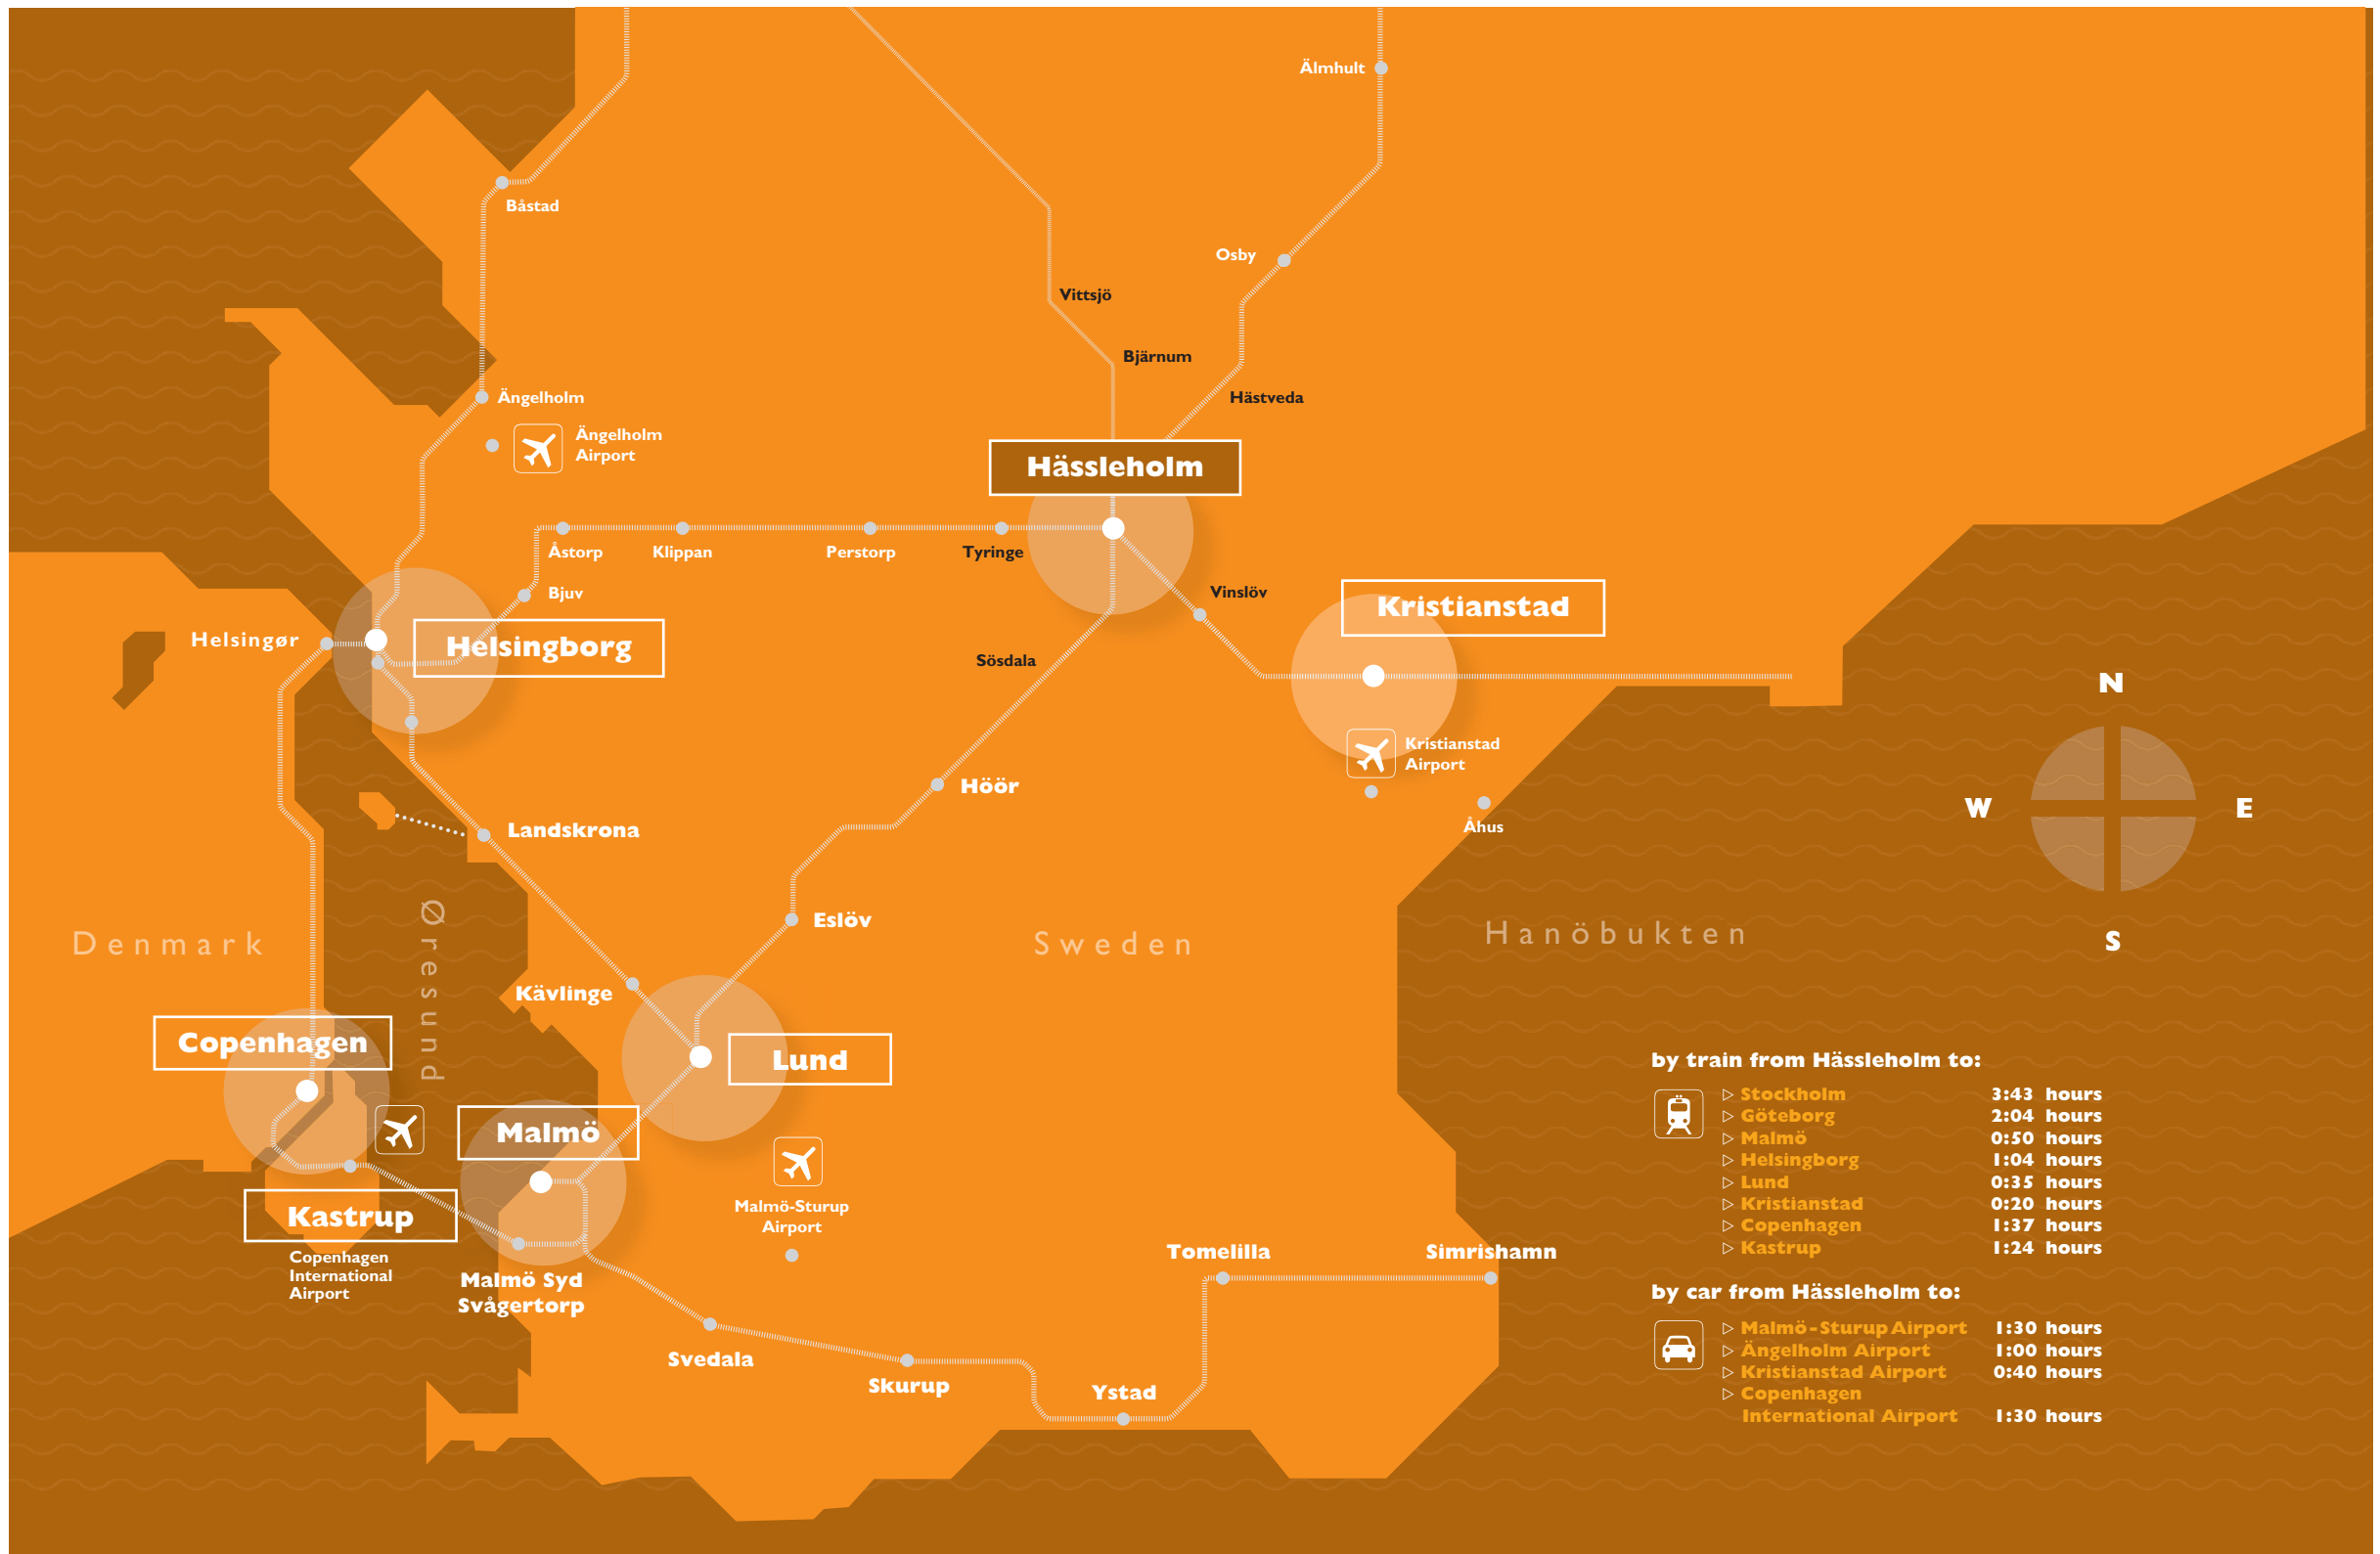 Älmhult
Båstad
Osby
Vittsjö
Bjärnum
Ängelholm
Hästveda
Ängelholm
Airport
Hässleholm
Åstorp
Klippan
Perstorp
Tyringe
Bjuv
Vinslöv
Kristianstad
Helsingør
Helsingborg
Sösdala
N
Kristianstad
Airport
Höör
W
E
Åhus
Landskrona
Eslöv
Denmark
Øresund
Sweden
Hanöbukten
S
Kävlinge
Copenhagen
Lund
Malmö
Malmö-Sturup
Airport
Kastrup
Copenhagen
International
Airport
Malmö Syd
Svågertorp
Tomelilla
Simrishamn
Svedala
Skurup
Ystad
by train from Hässleholm to:
▷ Stockholm 3:43 hours
▷ Göteborg 2:04 hours
▷ Malmö 0:50 hours
▷ Helsingborg 1:04 hours
▷ Lund 0:35 hours
▷ Kristianstad 0:20 hours
▷ Copenhagen 1:37 hours
▷ Kastrup 1:24 hours
by car from Hässleholm to:
▷ Malmö-Sturup Airport 1:30 hours
▷ Ängelholm Airport 1:00 hours
▷ Kristianstad Airport 0:40 hours
▷ Copenhagen
International Airport 1:30 hours